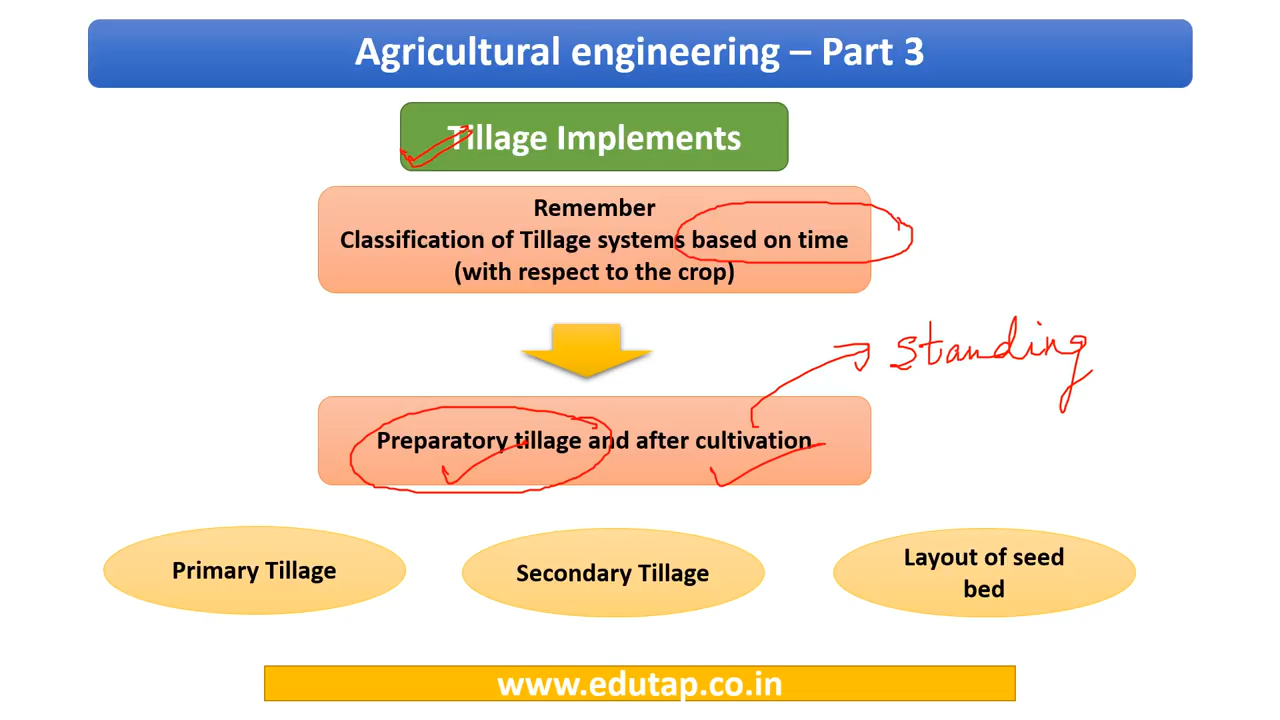 Agricultural engineering – Part 3
Tillage Implements
Remember
Classification of Tillage systems based on time
(with respect to the crop)
standing
Preparatory tillage and after cultivation
Primary Tillage
Secondary Tillage
Layout of seed
bed
www.edutap.co.in